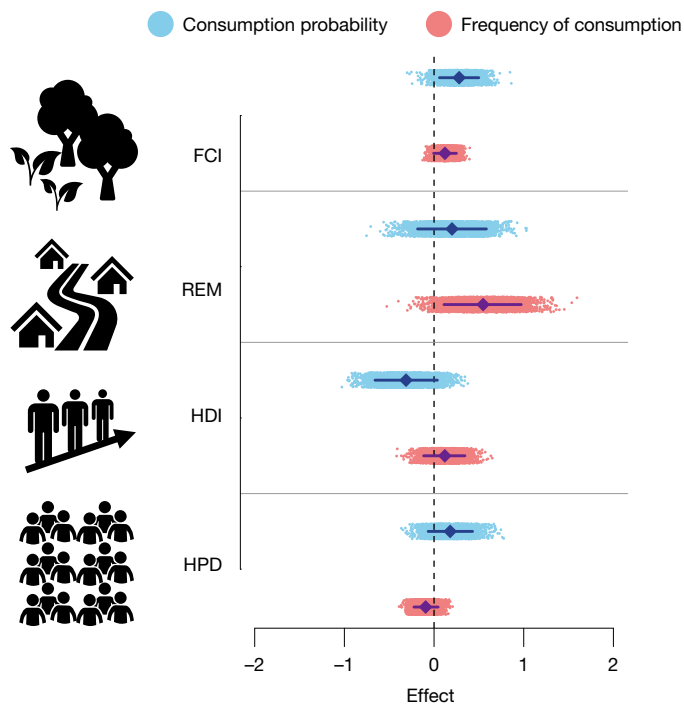 Consumption probability
Frequency of consumption
FCI
REM
HDI
HPD
−2 −1 0 1 2
Effect